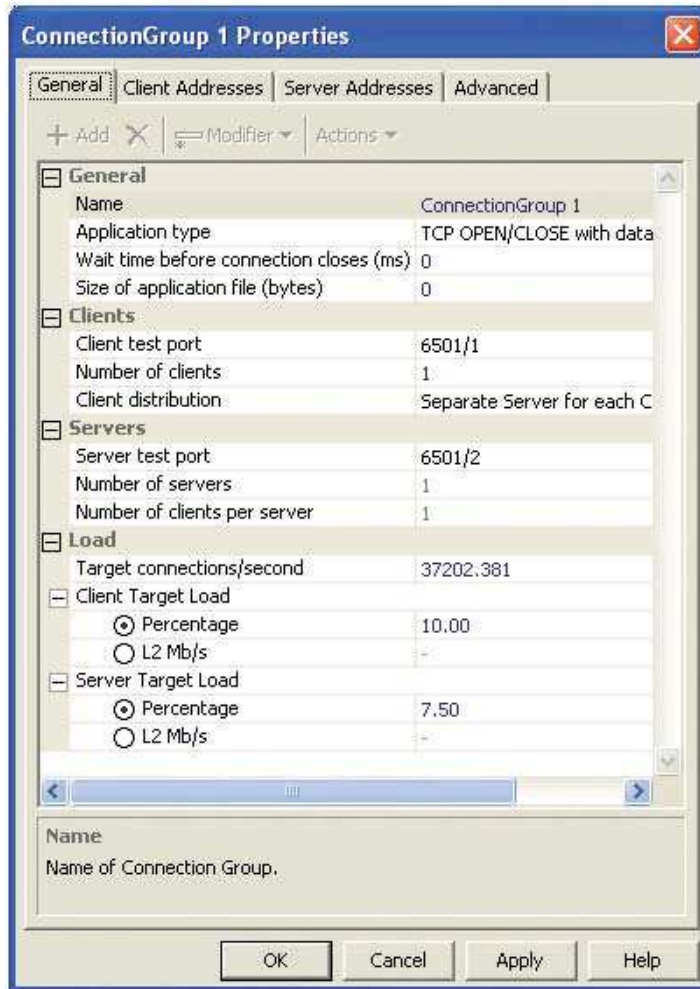 ConnectionGroup 1 Properties
General Client Addresses Server Addresses Advanced
Add Modifier Actions
General
Name ConnectionGroup 1
Application type TCP OPEN/CLOSE with data
Wait time before connection closes (ms) 0
Size of application file (bytes) 0
Clients
Client test port 6501/1
Number of clients 1
Client distribution Separate Server for each C
Servers
Server test port 6501/2
Number of servers 1
Number of clients per server 1
Load
Target connections/second 37202.381
Client Target Load
Percentage 10.00
L2 Mb/s -
Server Target Load
Percentage 7.50
L2 Mb/s -
Name
Name of Connection Group.
OK Cancel Apply Help